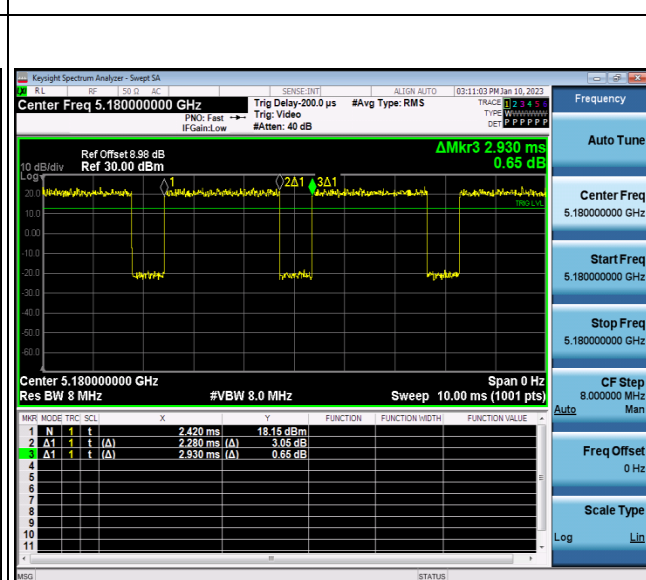 Keysight Spectrum Analyzer - Swept SA
RL RF 50 Ω AC SENSE:INT ALIGN AUTO 03:11:03 PM Jan 10, 2023
Center Freq 5.180000000 GHz
PNO: Fast
IFGain:Low
Trig Delay-200.0 µs
Trig: Video
#Atten: 40 dB
#Avg Type: RMS
TRACE 1 2 3 4 5 6
TYPE WWWWWW
DET P P P P P P
Frequency
Auto Tune
Center Freq
5.180000000 GHz
Start Freq
5.180000000 GHz
Stop Freq
5.180000000 GHz
CF Step
8.000000 MHz
Auto Man
Freq Offset
0 Hz
Scale Type
Log Lin
ΔMkr3 2.930 ms
0.65 dB
Ref Offset 8.98 dB
10 dB/div Ref 30.00 dBm
Log
1 2Δ1 3Δ1
TRIG LVL
20.0
10.0
0.00
-10.0
-20.0
-30.0
-40.0
-50.0
-60.0
Center 5.180000000 GHz Span 0 Hz
Res BW 8 MHz #VBW 8.0 MHz Sweep 10.00 ms (1001 pts)
MKR MODE TRC SCL X Y FUNCTION FUNCTION WIDTH FUNCTION VALUE
1 N 1 t 2.420 ms 18.15 dBm
2 Δ1 1 t (Δ) 2.280 ms (Δ) 3.05 dB
3 Δ1 1 t (Δ) 2.930 ms (Δ) 0.65 dB
4
5
6
7
8
9
10
11
MSG STATUS